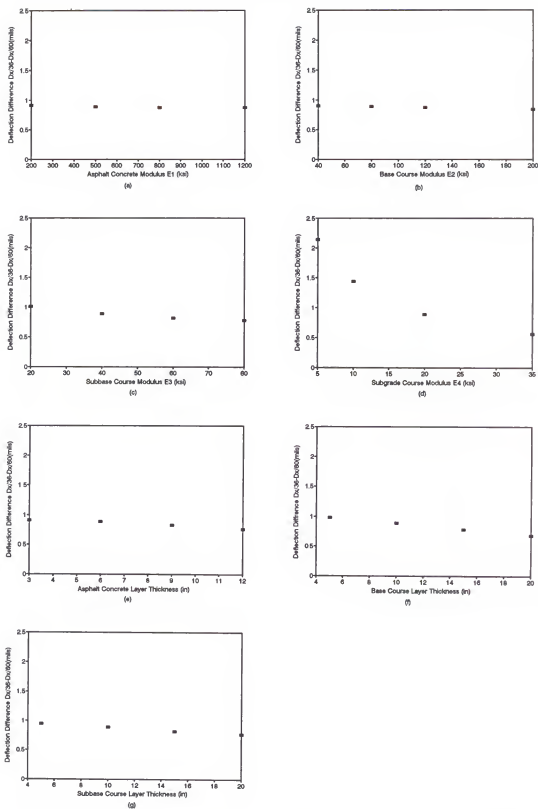 Deflection Difference Dx/36-Dx/60(mils)
2.5
2
1.5
1
0.5
0
200 300 400 500 600 700 800 900 1000 1100 1200
Asphalt Concrete Modulus E1 (ksi)
(a)
Deflection Difference Dx/36-Dx/60(mils)
2.5
2
1.5
1
0.5
0
40 60 80 100 120 140 160 180 200
Base Course Modulus E2 (ksi)
(b)
Deflection Difference Dx/36-Dx/60(mils)
2.5
2
1.5
1
0.5
0
20 30 40 50 60 70 80
Subbase Course Modulus E3 (ksi)
(c)
Deflection Difference Dx/36-Dx/60(mils)
2.5
2
1.5
1
0.5
0
5 10 15 20 25 30 35
Subgrade Course Modulus E4 (ksi)
(d)
Deflection Difference Dx/36-Dx/60(mils)
2.5
2
1.5
1
0.5
0
3 4 5 6 7 8 9 10 11 12
Asphalt Concrete Layer Thickness (in)
(e)
Deflection Diffrence Dx/36-Dx/60(mils)
2.5
2
1.5
1
0.5
0
4 6 8 10 12 14 16 18 20
Base Course Layer Thickness (in)
(f)
Deflection Difference Dx/36-Dx/60(mils)
2.5
2
1.5
1
0.5
0
4 6 8 10 12 14 16 18 20
Subbase Course Layer Thickness (in)
(g)